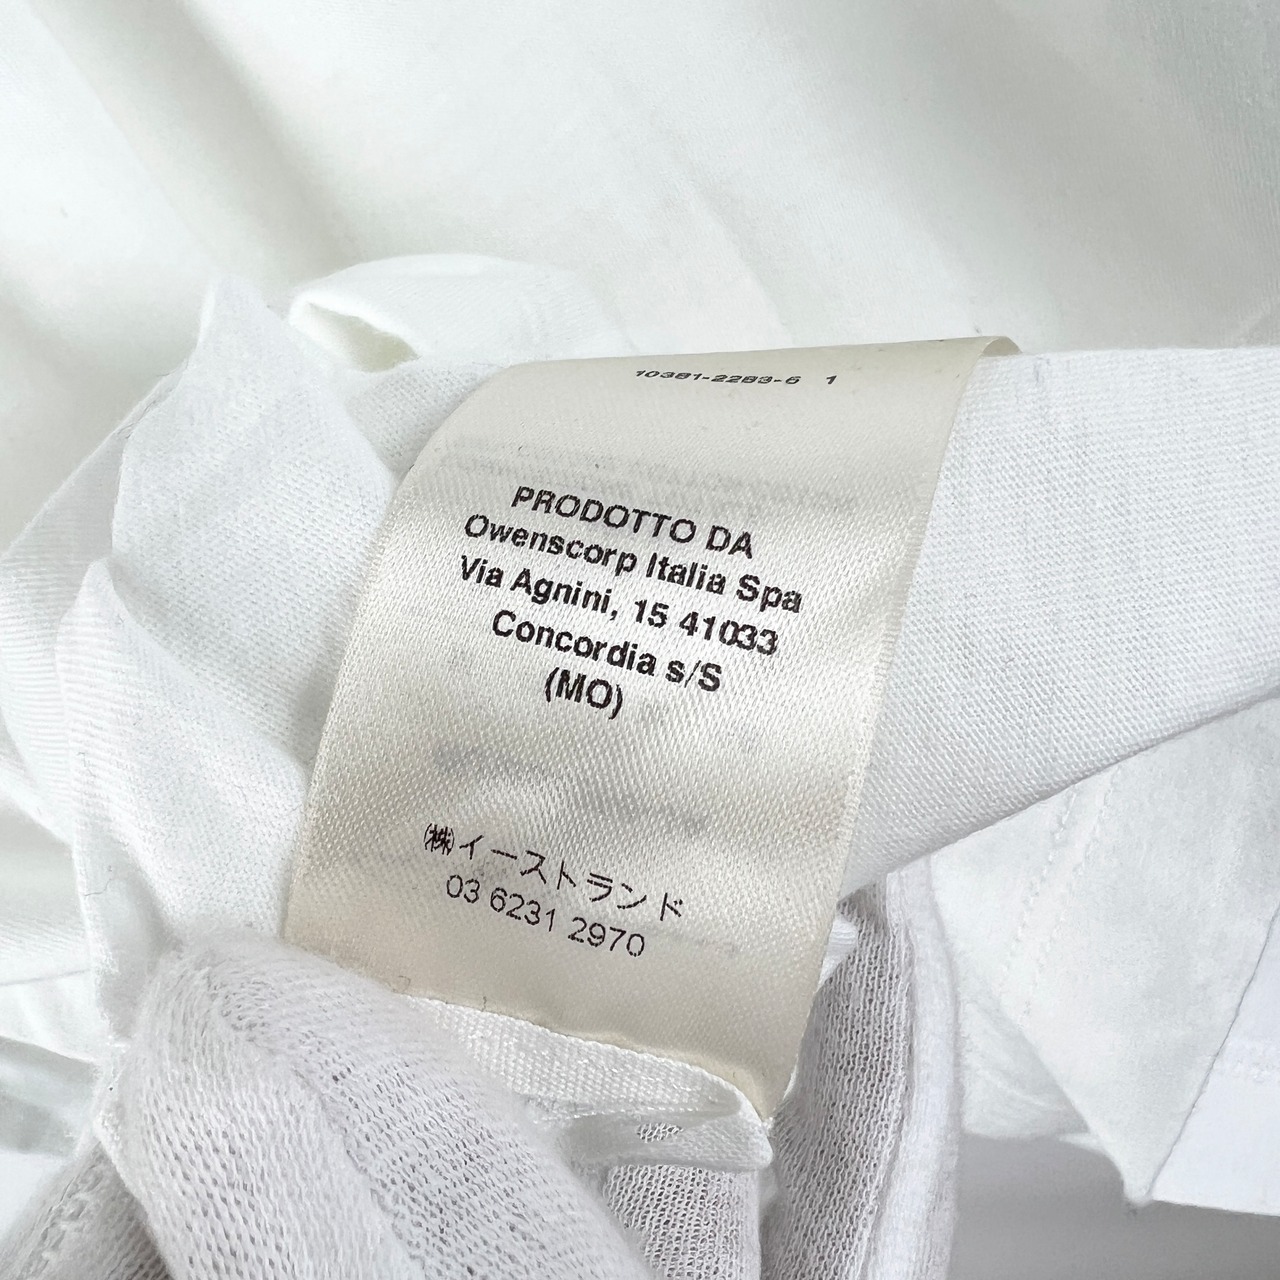 10381-2283-6 1
PRODOTTO DA
Owenscorp Italia Spa
Via Agnini, 15 41033
Concordia s/S
(MO)
㈱イーストランド
03 6231 2970